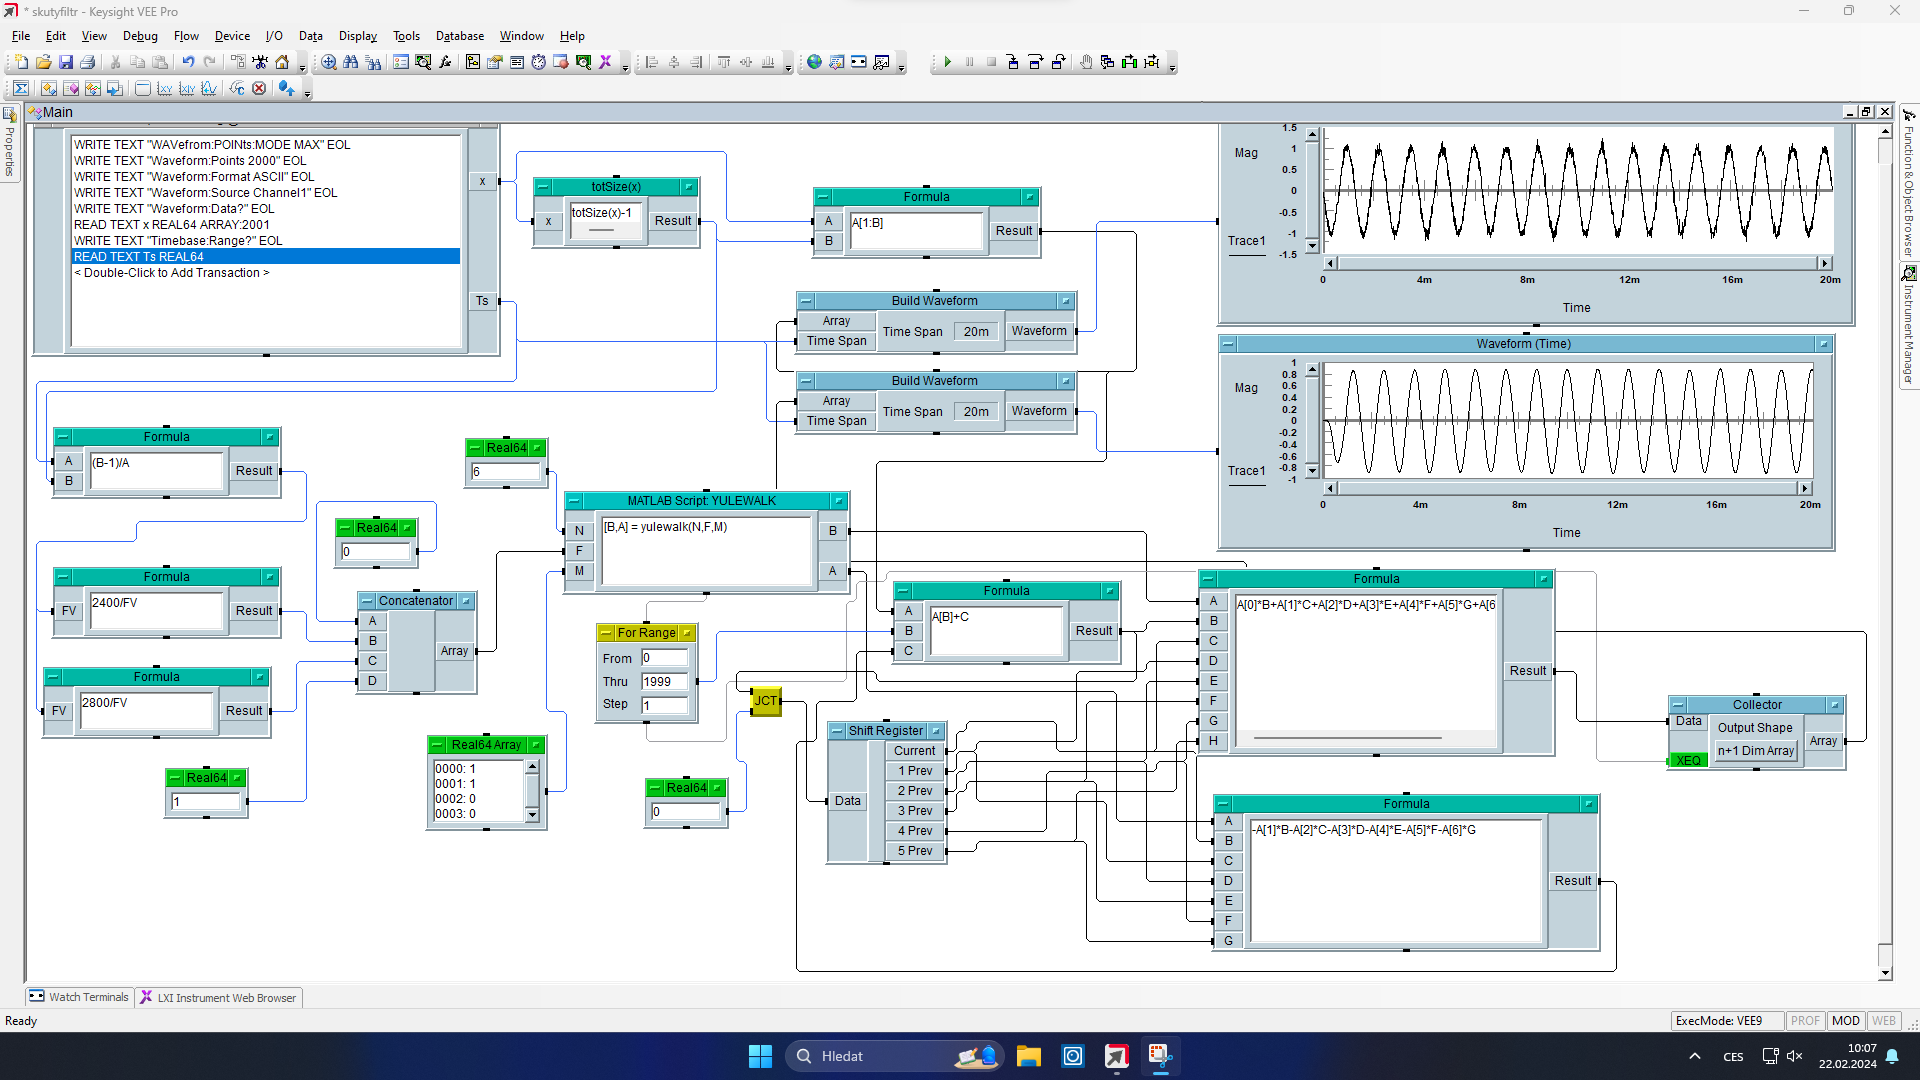 * skutyfiltr - Keysight VEE Pro
File Edit View Debug Flow Device I/O Data Display Tools Database Window Help
Main
Properties
Function & Object Browser
Instrument Manager
WRITE TEXT "WAVefrom:POINts:MODE MAX" EOL
WRITE TEXT "Waveform:Points 2000" EOL
WRITE TEXT "Waveform:Format ASCII" EOL
WRITE TEXT "Waveform:Source Channel1" EOL
WRITE TEXT "Waveform:Data?" EOL
READ TEXT x REAL64 ARRAY:2001
WRITE TEXT "Timebase:Range?" EOL
READ TEXT Ts REAL64
< Double-Click to Add Transaction >
x
Ts
totSize(x)
x
totSize(x)-1
Result
Formula
A
B
A[1:B]
Result
Build Waveform
Array
Time Span
Time Span 20m
Waveform
Build Waveform
Array
Time Span
Time Span 20m
Waveform
Mag
Trace1
1.5
1
0.5
0
-0.5
-1
-1.5
0 4m 8m 12m 16m 20m
Time
Waveform (Time)
Mag
Trace1
1
0.8
0.6
0.4
0.2
0
-0.2
-0.4
-0.6
-0.8
-1
0 4m 8m 12m 16m 20m
Time
Formula
A
B
(B-1)/A
Result
Real64
6
Real64
0
MATLAB Script: YULEWALK
N
F
M
[B,A] = yulewalk(N,F,M)
B
A
Formula
FV
2400/FV
Result
Concatenator
A
B
C
D
Array
Formula
FV
2800/FV
Result
Real64
1
Real64 Array
0000: 1
0001: 1
0002: 0
0003: 0
For Range
From 0
Thru 1999
Step 1
JCT
Real64
0
Formula
A
B
C
A[B]+C
Result
Shift Register
Data
Current
1 Prev
2 Prev
3 Prev
4 Prev
5 Prev
Formula
A
B
C
D
E
F
G
H
A[0]*B+A[1]*C+A[2]*D+A[3]*E+A[4]*F+A[5]*G+A[6
Result
Collector
Data
XEQ
Output Shape
n+1 Dim Array
Array
Formula
A
B
C
D
E
F
G
-A[1]*B-A[2]*C-A[3]*D-A[4]*E-A[5]*F-A[6]*G
Result
Watch Terminals LXI Instrument Web Browser
Ready
ExecMode: VEE9 PROF MOD WEB
Hledat
CES
10:07
22.02.2024